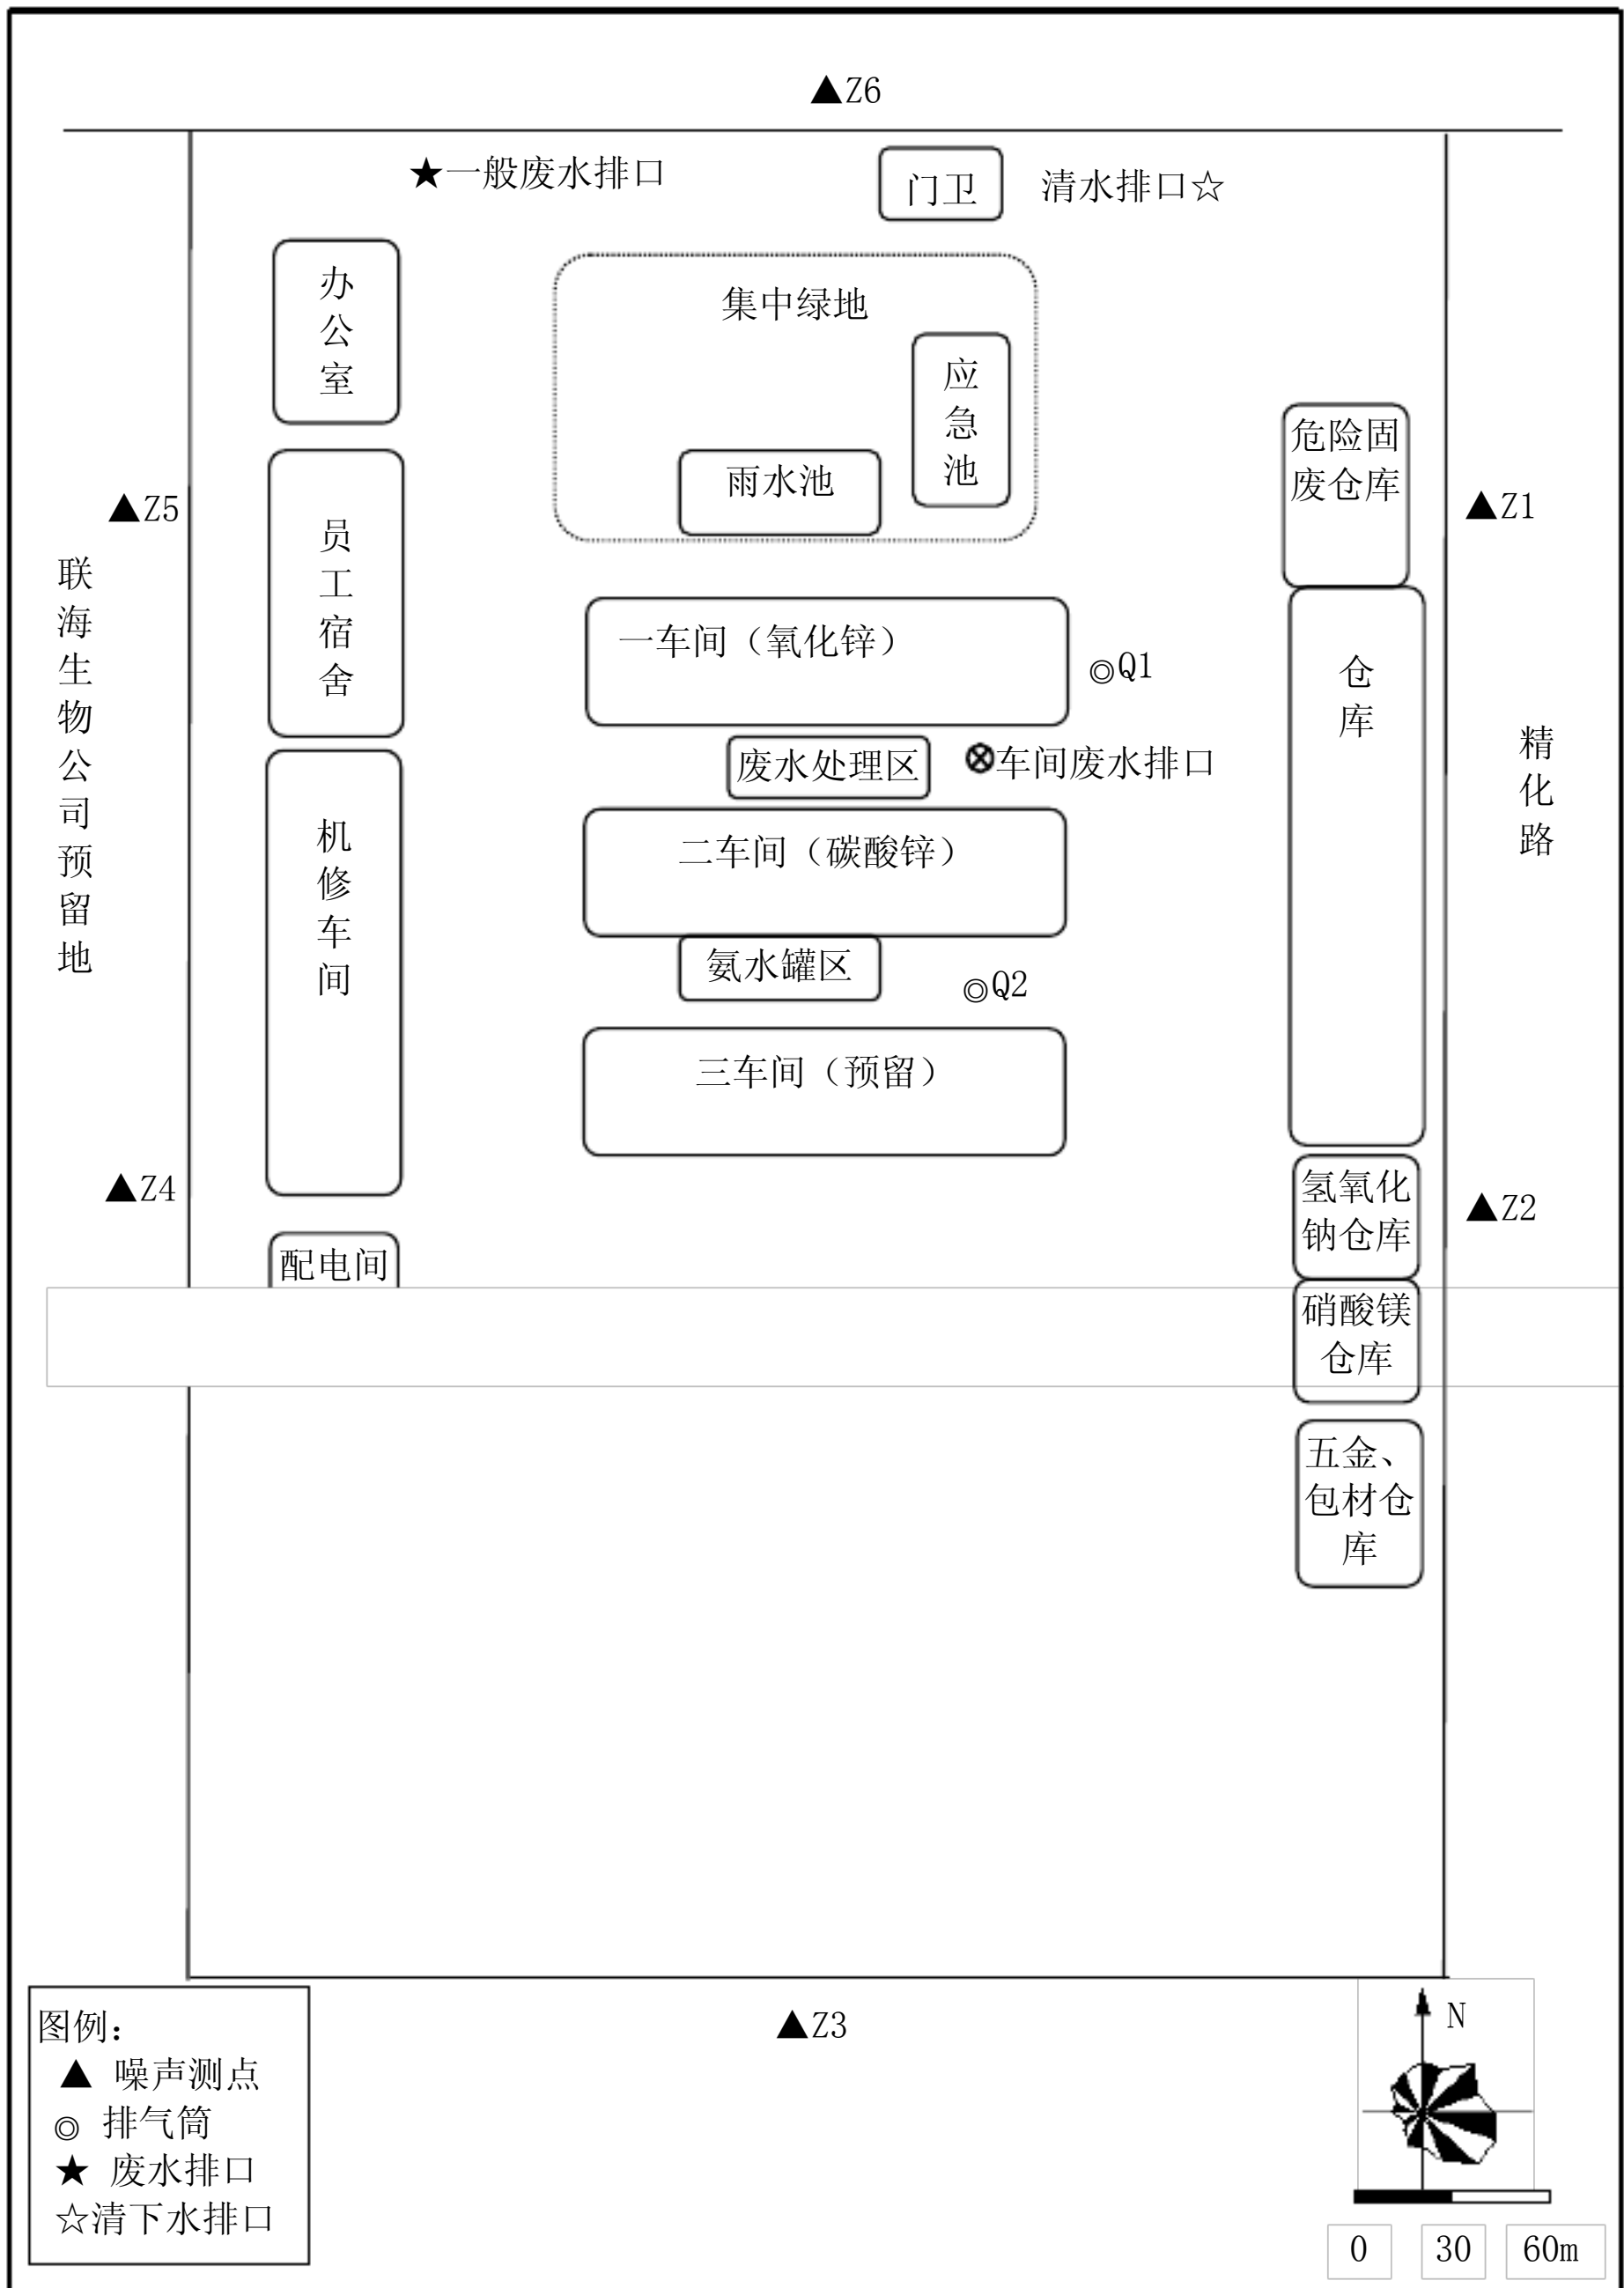 ▲Z6
★一般废水排口
门卫
清水排口☆
办公室
集中绿地
应急池
雨水池
危险固
废仓库
▲Z5
▲Z1
员工宿舍
联海生物公司预留地
一车间（氧化锌）
◎Q1
仓库
精化路
废水处理区
⊗车间废水排口
机修车间
二车间（碳酸锌）
氨水罐区
◎Q2
三车间（预留）
▲Z4
氢氧化
钠仓库
▲Z2
配电间
硝酸镁
仓库
五金、
包材仓
库
▲Z3
N
图例：
▲ 噪声测点
◎ 排气筒
★ 废水排口
☆清下水排口
0 30 60m